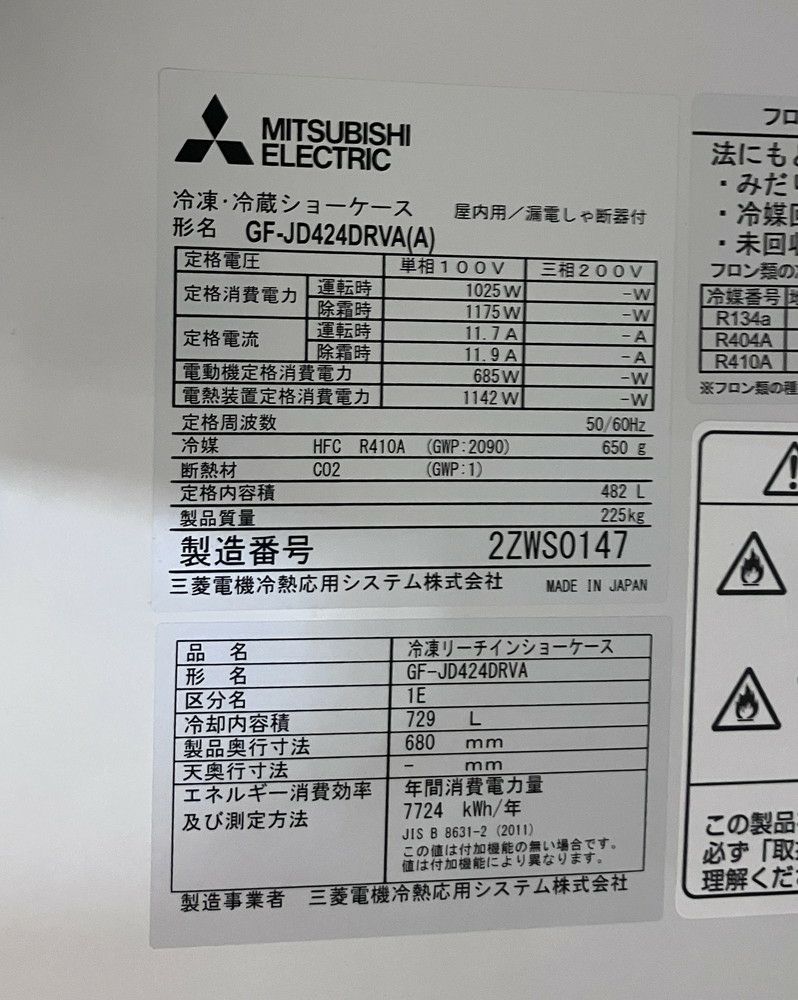 MITSUBISHI
ELECTRIC
冷凍・冷蔵ショーケース 屋内用/漏電しゃ断器付
形名 GF-JD424DRVA(A)
定格電圧 単相100V 三相200V
定格消費電力 運転時 1025W -W
除霜時 1175W -W
定格電流 運転時 11.7A -A
除霜時 11.9A -A
電動機定格消費電力 685W -W
電熱装置定格消費電力 1142W -W
定格周波数 50/60Hz
冷媒 HFC R410A (GWP:2090) 650 g
断熱材 CO2 (GWP:1)
定格内容積 482 L
製品質量 225kg
製造番号 2ZWS0147
三菱電機冷熱応用システム株式会社 MADE IN JAPAN
品名 冷凍リーチインショーケース
形名 GF-JD424DRVA
区分名 1E
冷却内容積 729 L
製品奥行寸法 680 mm
天奥行寸法 - mm
エネルギー消費効率 年間消費電力量
及び測定方法 7724 kWh/年
JIS B 8631-2 (2011)
この値は付加機能の無い場合です。
値は付加機能により異なります。
製造事業者 三菱電機冷熱応用システム株式会社
フロ
法にも
・みだり
・冷媒回
・未回収
フロン類の
冷媒番号
R134a
R404A
R410A
※フロン類の種
この製品
必ず「取
理解くだ